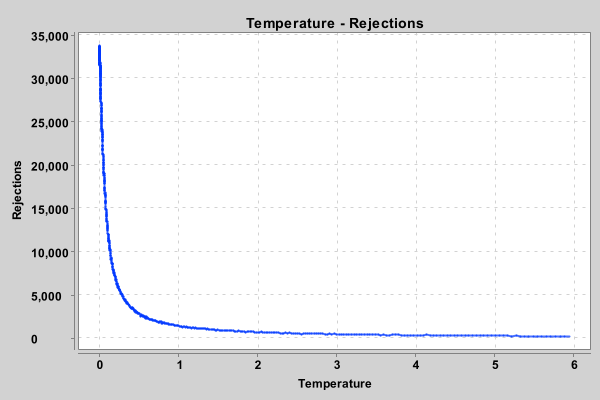 Temperature - Rejections
35,000
30,000
25,000
20,000
15,000
10,000
5,000
0
Rejections
0 1 2 3 4 5 6
Temperature